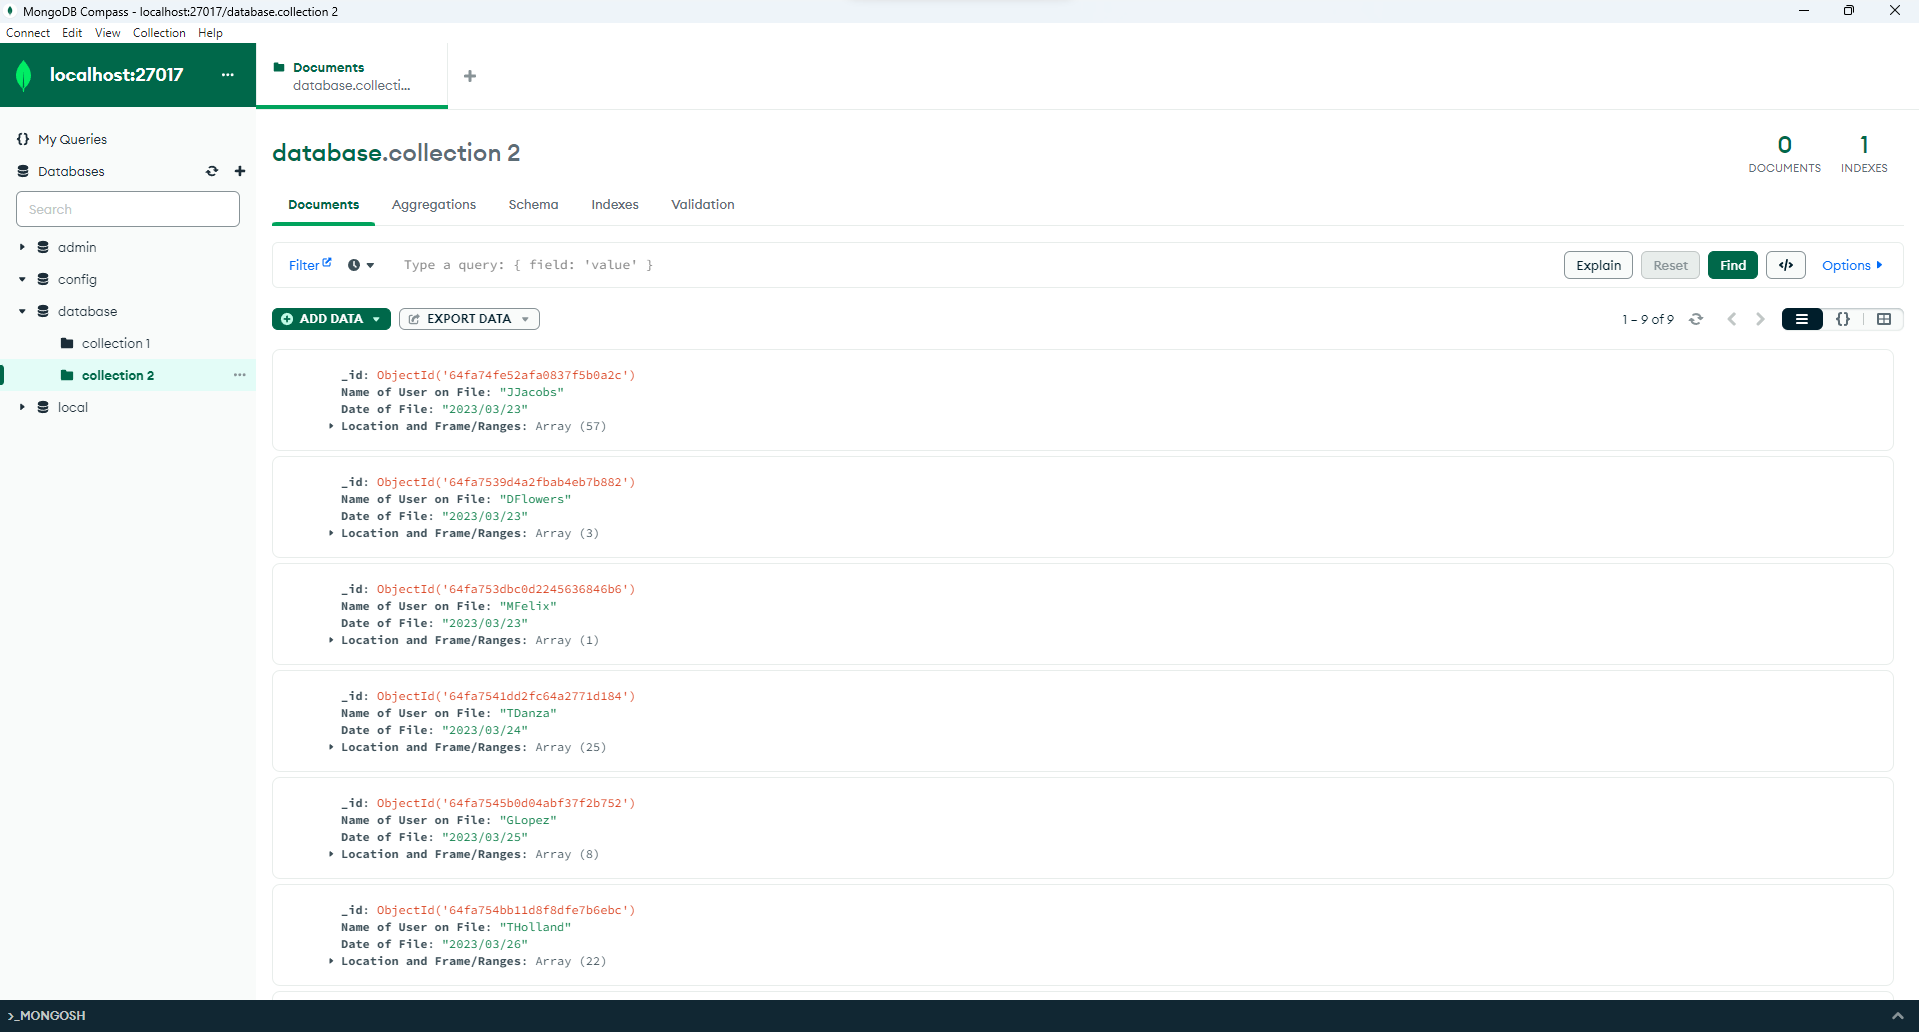 MongoDB Compass - localhost:27017/database.collection 2
Connect Edit View Collection Help
localhost:27017 ...
Documents
database.collecti...
My Queries
Databases
Search
admin
config
database
collection 1
collection 2 ...
local
database.collection 2
0
DOCUMENTS
1
INDEXES
Documents Aggregations Schema Indexes Validation
Filter Type a query: { field: 'value' } Explain Reset Find </> Options
ADD DATA EXPORT DATA 1 – 9 of 9 {}
_id: ObjectId('64fa74fe52afa0837f5b0a2c')
Name of User on File: "JJacobs"
Date of File: "2023/03/23"
Location and Frame/Ranges: Array (57)
_id: ObjectId('64fa7539d4a2fbab4eb7b882')
Name of User on File: "DFlowers"
Date of File: "2023/03/23"
Location and Frame/Ranges: Array (3)
_id: ObjectId('64fa753dbc0d2245636846b6')
Name of User on File: "MFelix"
Date of File: "2023/03/23"
Location and Frame/Ranges: Array (1)
_id: ObjectId('64fa7541dd2fc64a2771d184')
Name of User on File: "TDanza"
Date of File: "2023/03/24"
Location and Frame/Ranges: Array (25)
_id: ObjectId('64fa7545b0d04abf37f2b752')
Name of User on File: "GLopez"
Date of File: "2023/03/25"
Location and Frame/Ranges: Array (8)
_id: ObjectId('64fa754bb11d8f8dfe7b6ebc')
Name of User on File: "THolland"
Date of File: "2023/03/26"
Location and Frame/Ranges: Array (22)
>_MONGOSH